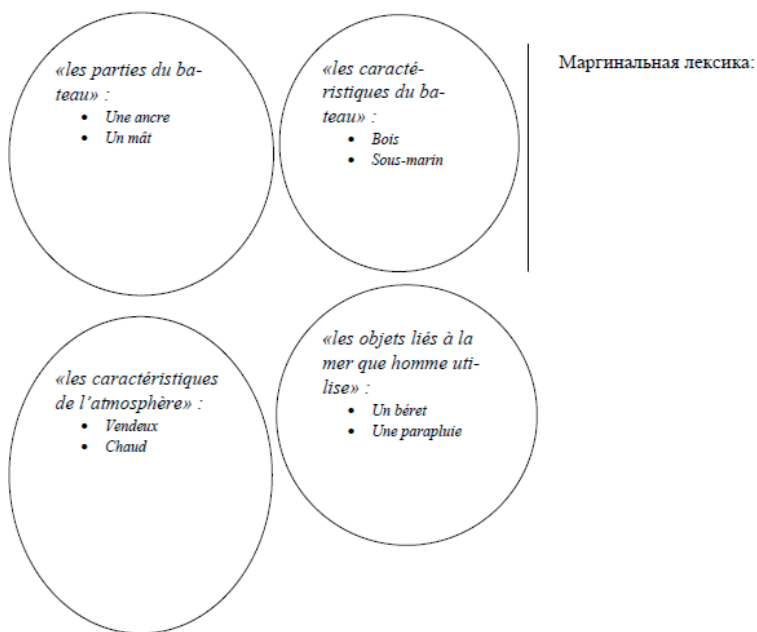 «les parties du ba-
teau» :
• Une ancre
• Un mât
«les caracté-
ristiques du ba-
teau» :
• Bois
• Sous-marin
Маргинальная лексика:
«les caractéristiques
de l’atmosphère» :
• Vendeux
• Chaud
«les objets liés à la
mer que homme uti-
lise» :
• Un béret
• Une parapluie